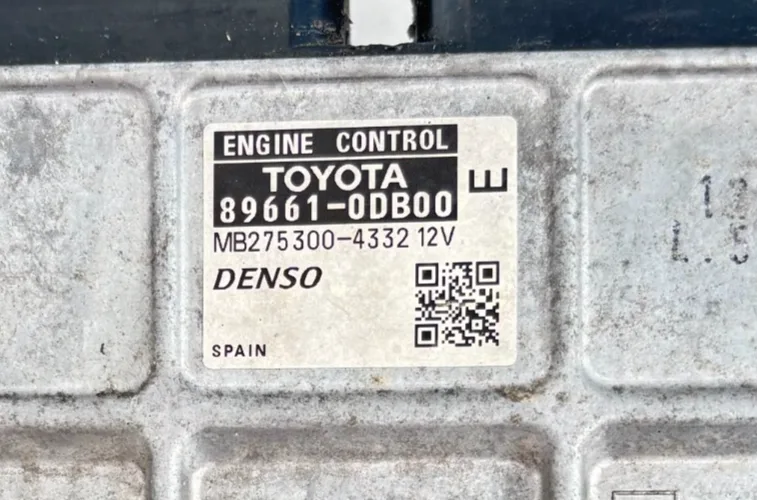 ENGINE CONTROL
TOYOTA
E
89661-0DB00
MB275300-4332 12V
DENSO
SPAIN